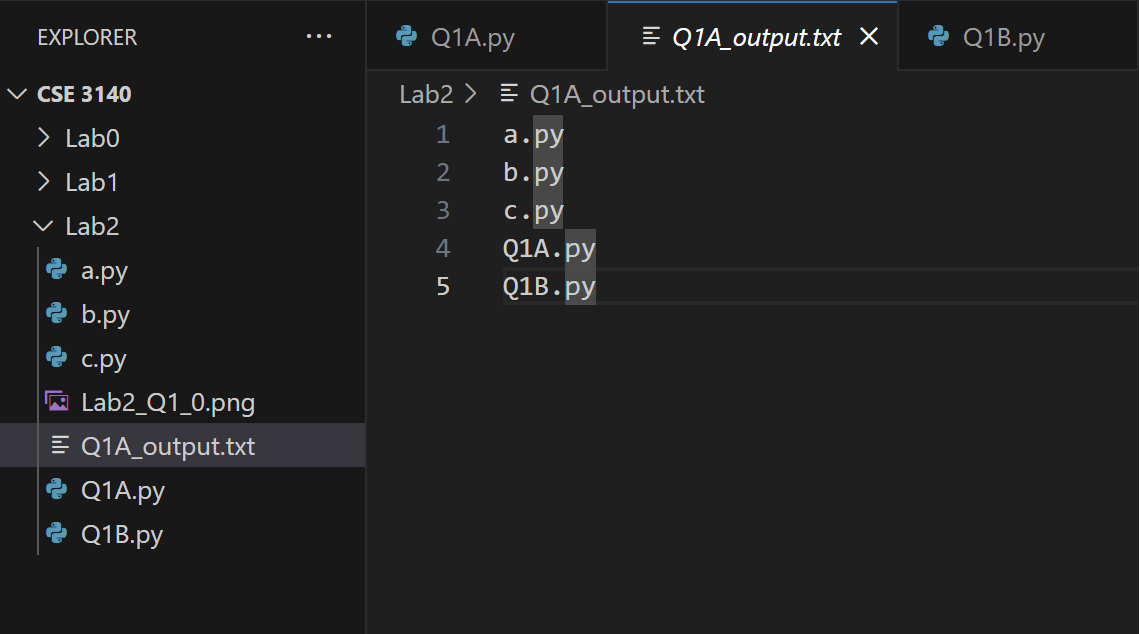 EXPLORER ...
CSE 3140
Lab0
Lab1
Lab2
a.py
b.py
c.py
Lab2_Q1_0.png
Q1A_output.txt
Q1A.py
Q1B.py
Q1A.py Q1A_output.txt Q1B.py
Lab2 > Q1A_output.txt
1 a.py
2 b.py
3 c.py
4 Q1A.py
5 Q1B.py